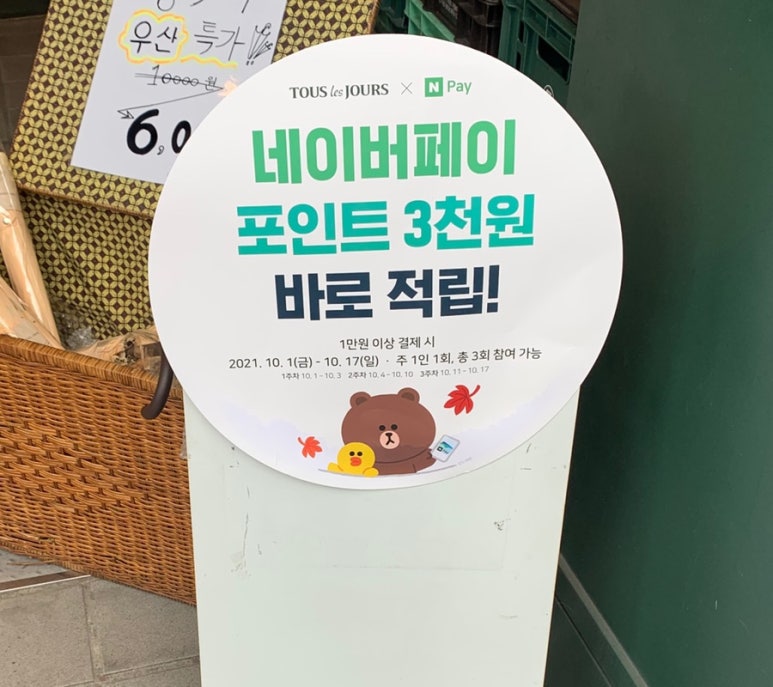 우산 특가!!
10000원
6,0
TOUS les JOURS × N Pay
네이버페이
포인트 3천원
바로 적립!
1만원 이상 결제 시
2021. 10. 1(금) - 10. 17(일) · 주 1인 1회, 총 3회 참여 가능
1주차 10. 1 ~ 10. 3 2주차 10. 4 ~ 10. 10 3주차 10. 11 ~ 10. 17